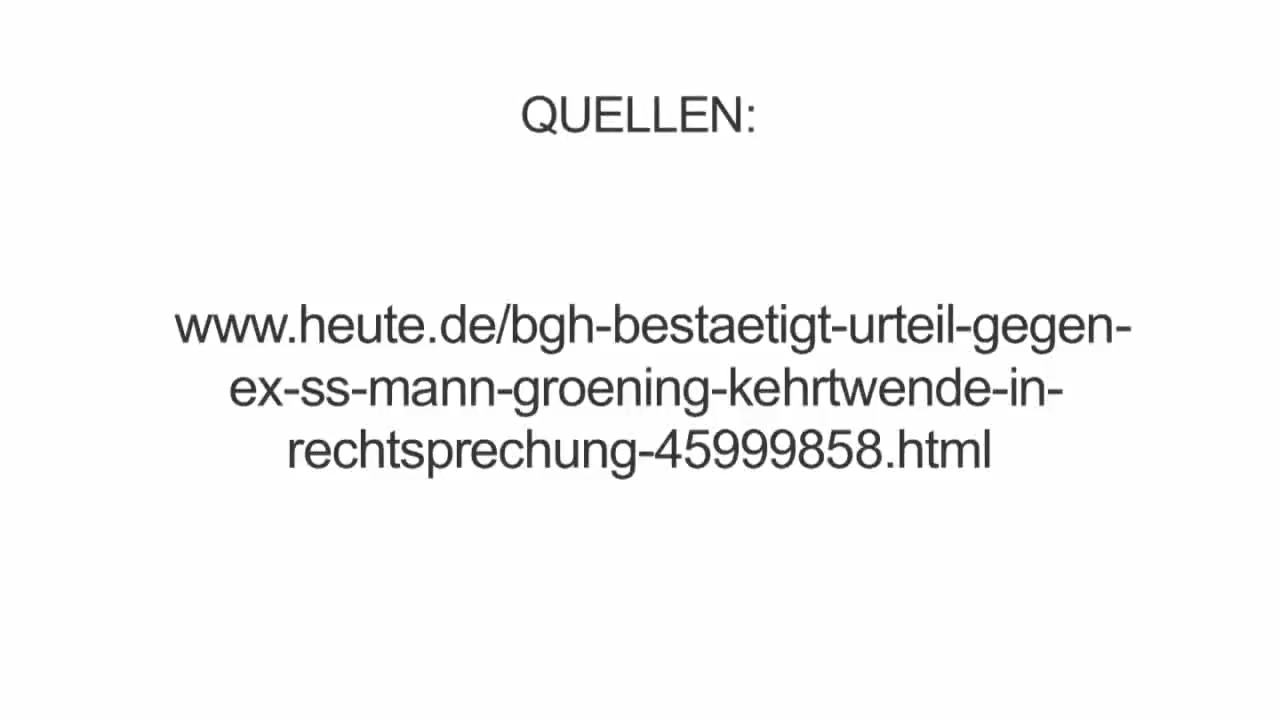 QUELLEN:
www.heute.de/bgh-bestaetigt-urteil-gegen-
ex-ss-mann-groening-kehrtwende-in-
rechtsprechung-45999858.html